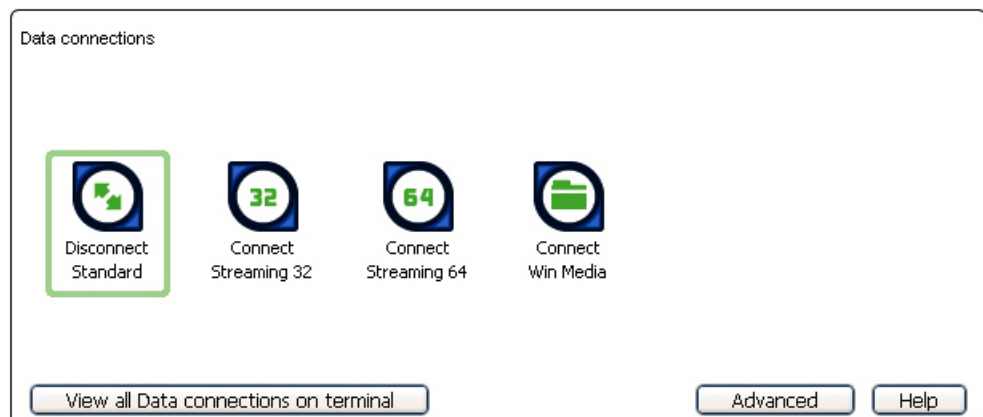 Data connections
32
64
Disconnect
Standard
Connect
Streaming 32
Connect
Streaming 64
Connect
Win Media
View all Data connections on terminal
Advanced
Help